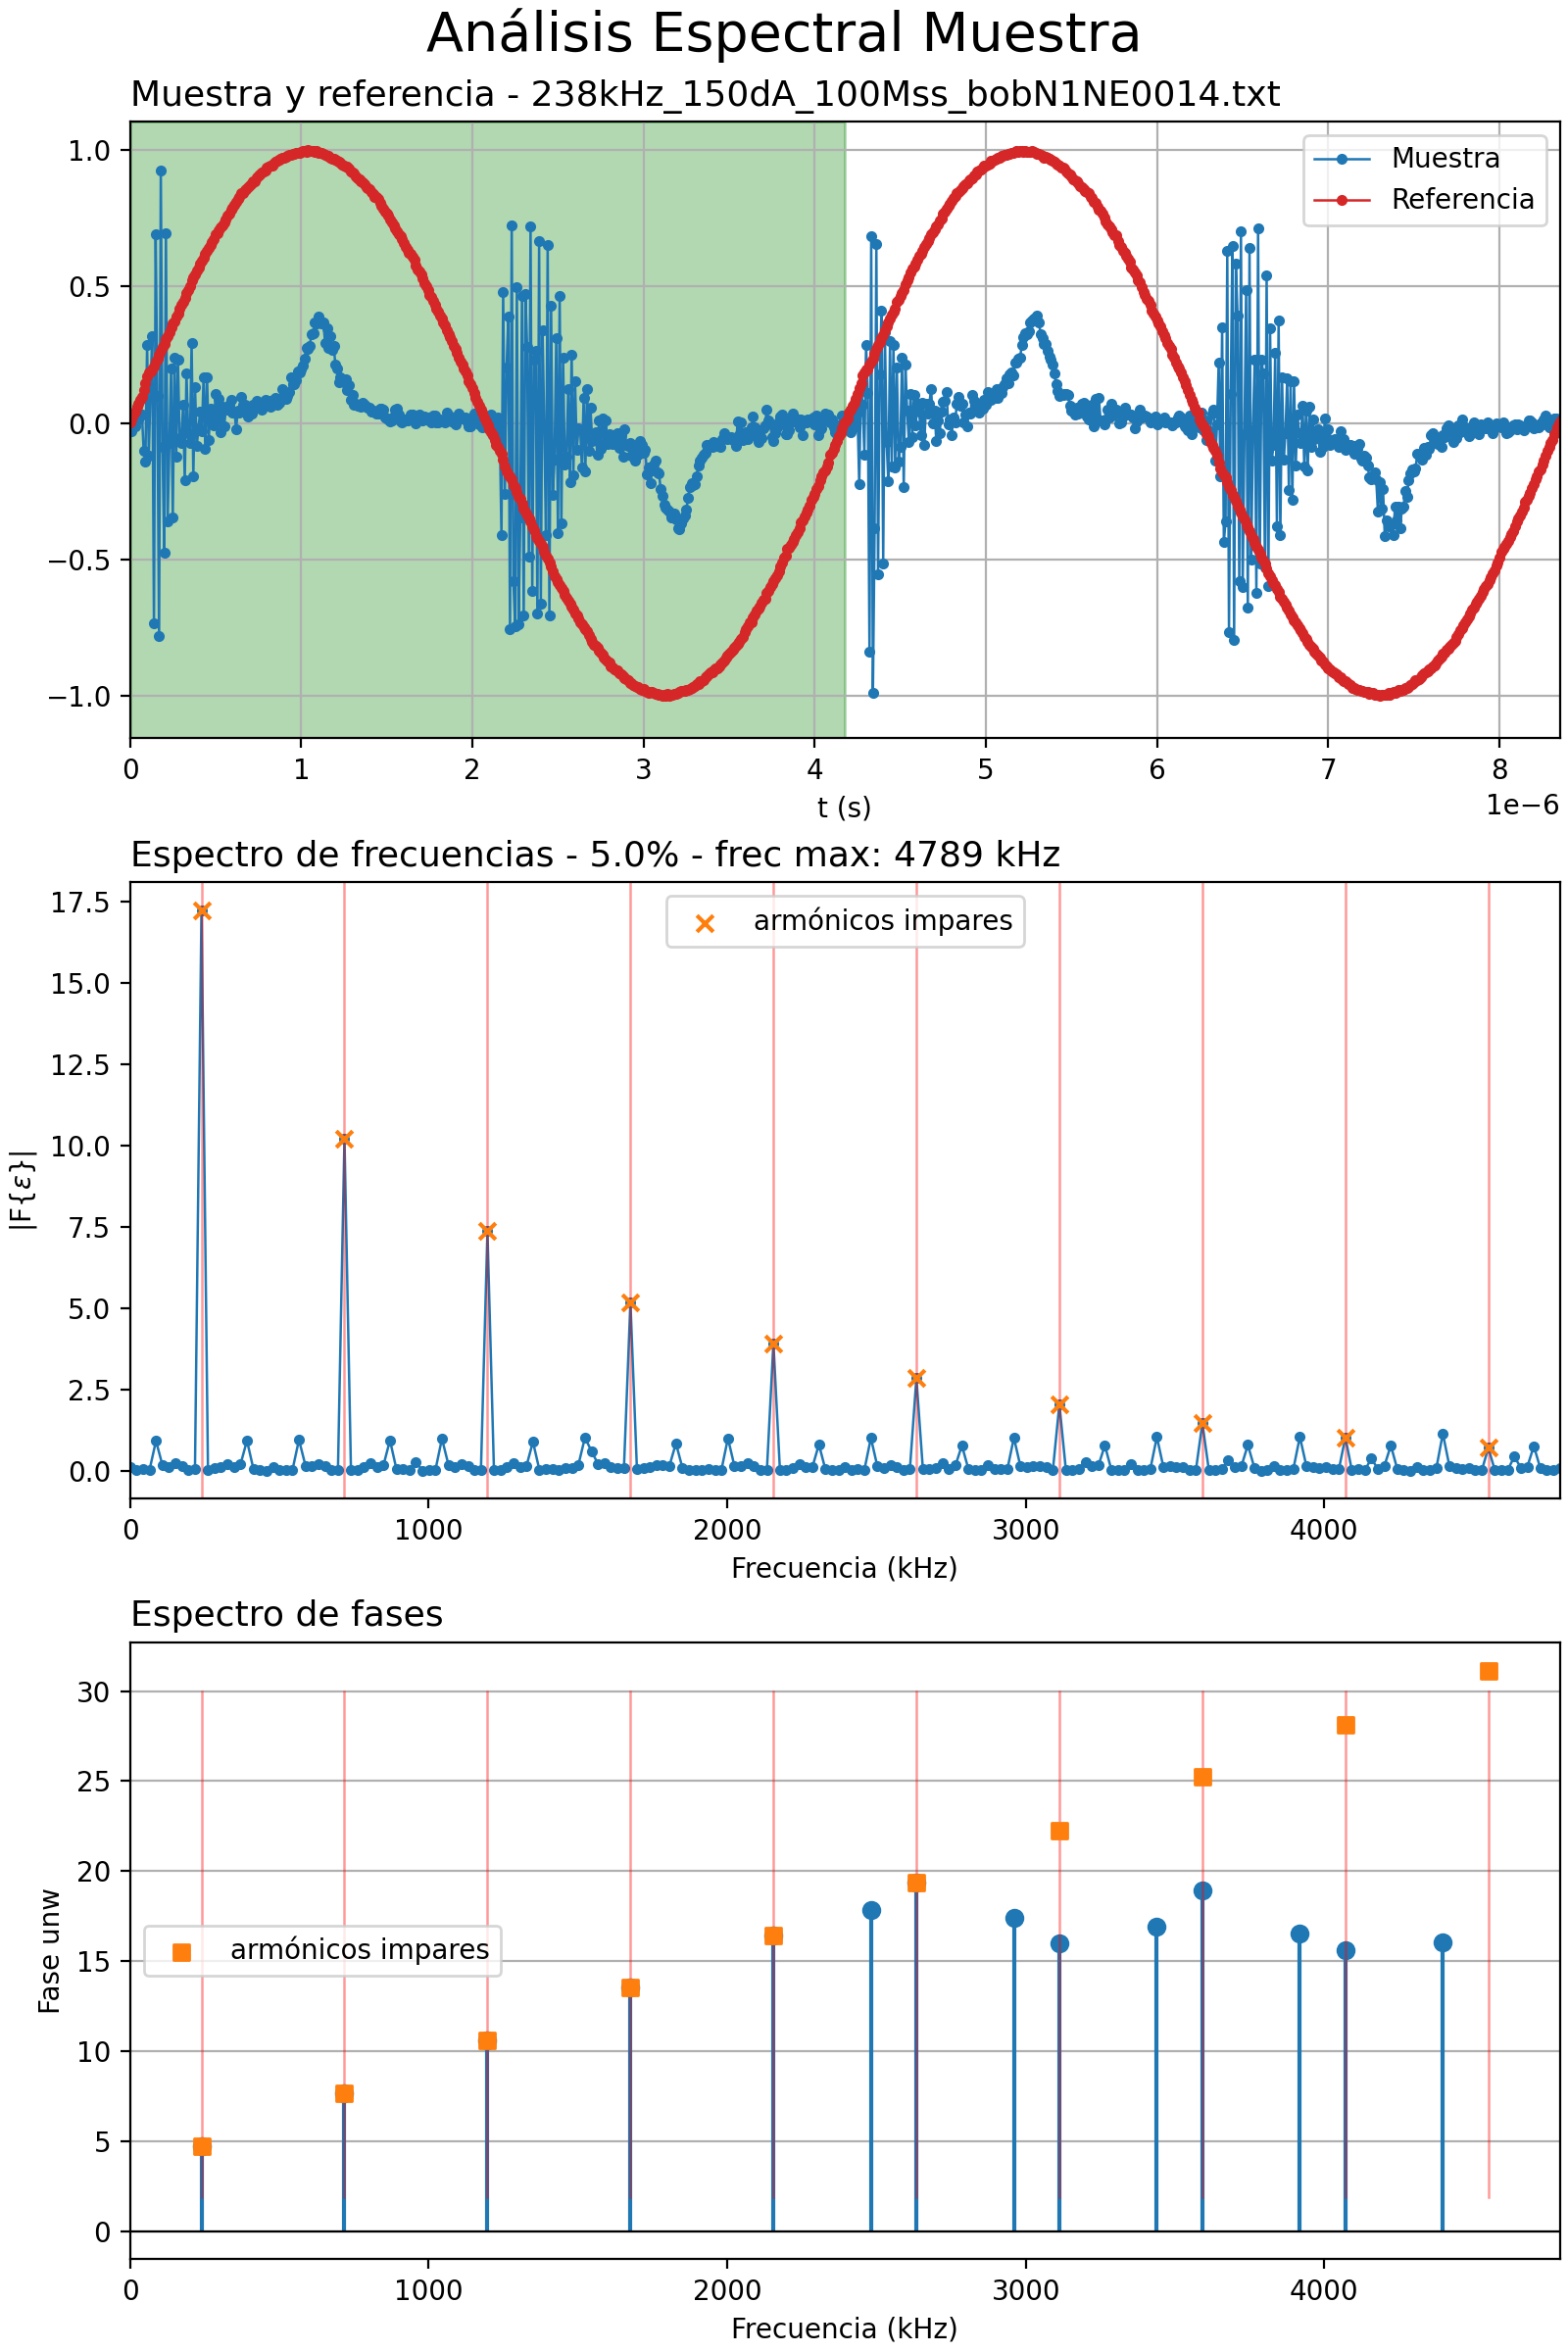 Análisis Espectral Muestra
Muestra y referencia - 238kHz_150dA_100Mss_bobN1NE0014.txt
Muestra
Referencia
1.0
0.5
0.0
−0.5
−1.0
0 1 2 3 4 5 6 7 8
1e−6
t (s)
Espectro de frecuencias - 5.0% - frec max: 4789 kHz
armónicos impares
17.5
15.0
12.5
10.0
7.5
5.0
2.5
0.0
|F{ε}|
0 1000 2000 3000 4000
Frecuencia (kHz)
Espectro de fases
30
25
20
15
10
5
0
Fase unw
armónicos impares
0 1000 2000 3000 4000
Frecuencia (kHz)